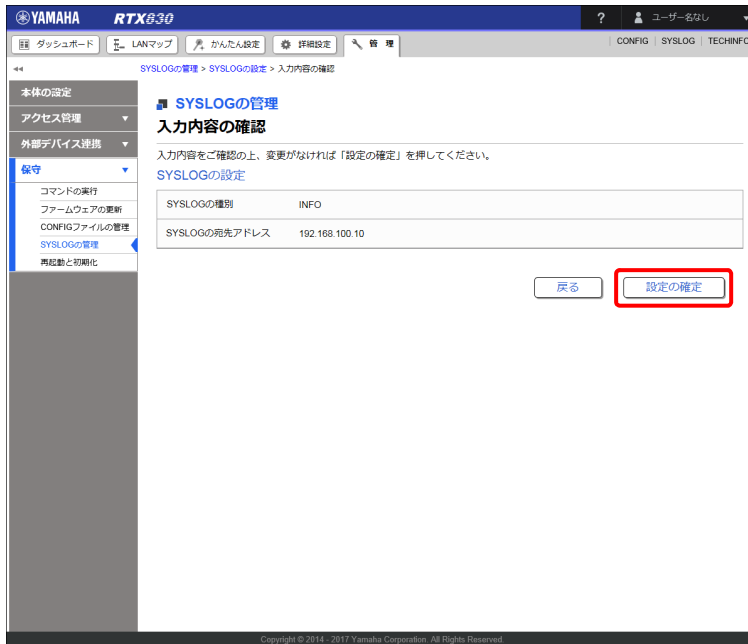 YAMAHA RTX830 ? ユーザーなし
ダッシュボード LANマップ かんたん設定 詳細設定 管 理 CONFIG SYSLOG TECHINFO
SYSLOGの管理 > SYSLOGの設定 > 入力内容の確認
本体の設定
アクセス管理
外部デバイス連携
保守
コマンドの実行
ファームウェアの更新
CONFIGファイルの管理
SYSLOGの管理
再起動と初期化
SYSLOGの管理
入力内容の確認
入力内容をご確認の上、変更がなければ「設定の確定」を押してください。
SYSLOGの設定
SYSLOGの種別 INFO
SYSLOGの宛先アドレス 192.168.100.10
戻る 設定の確定
Copyright © 2014 - 2017 Yamaha Corporation. All Rights Reserved.